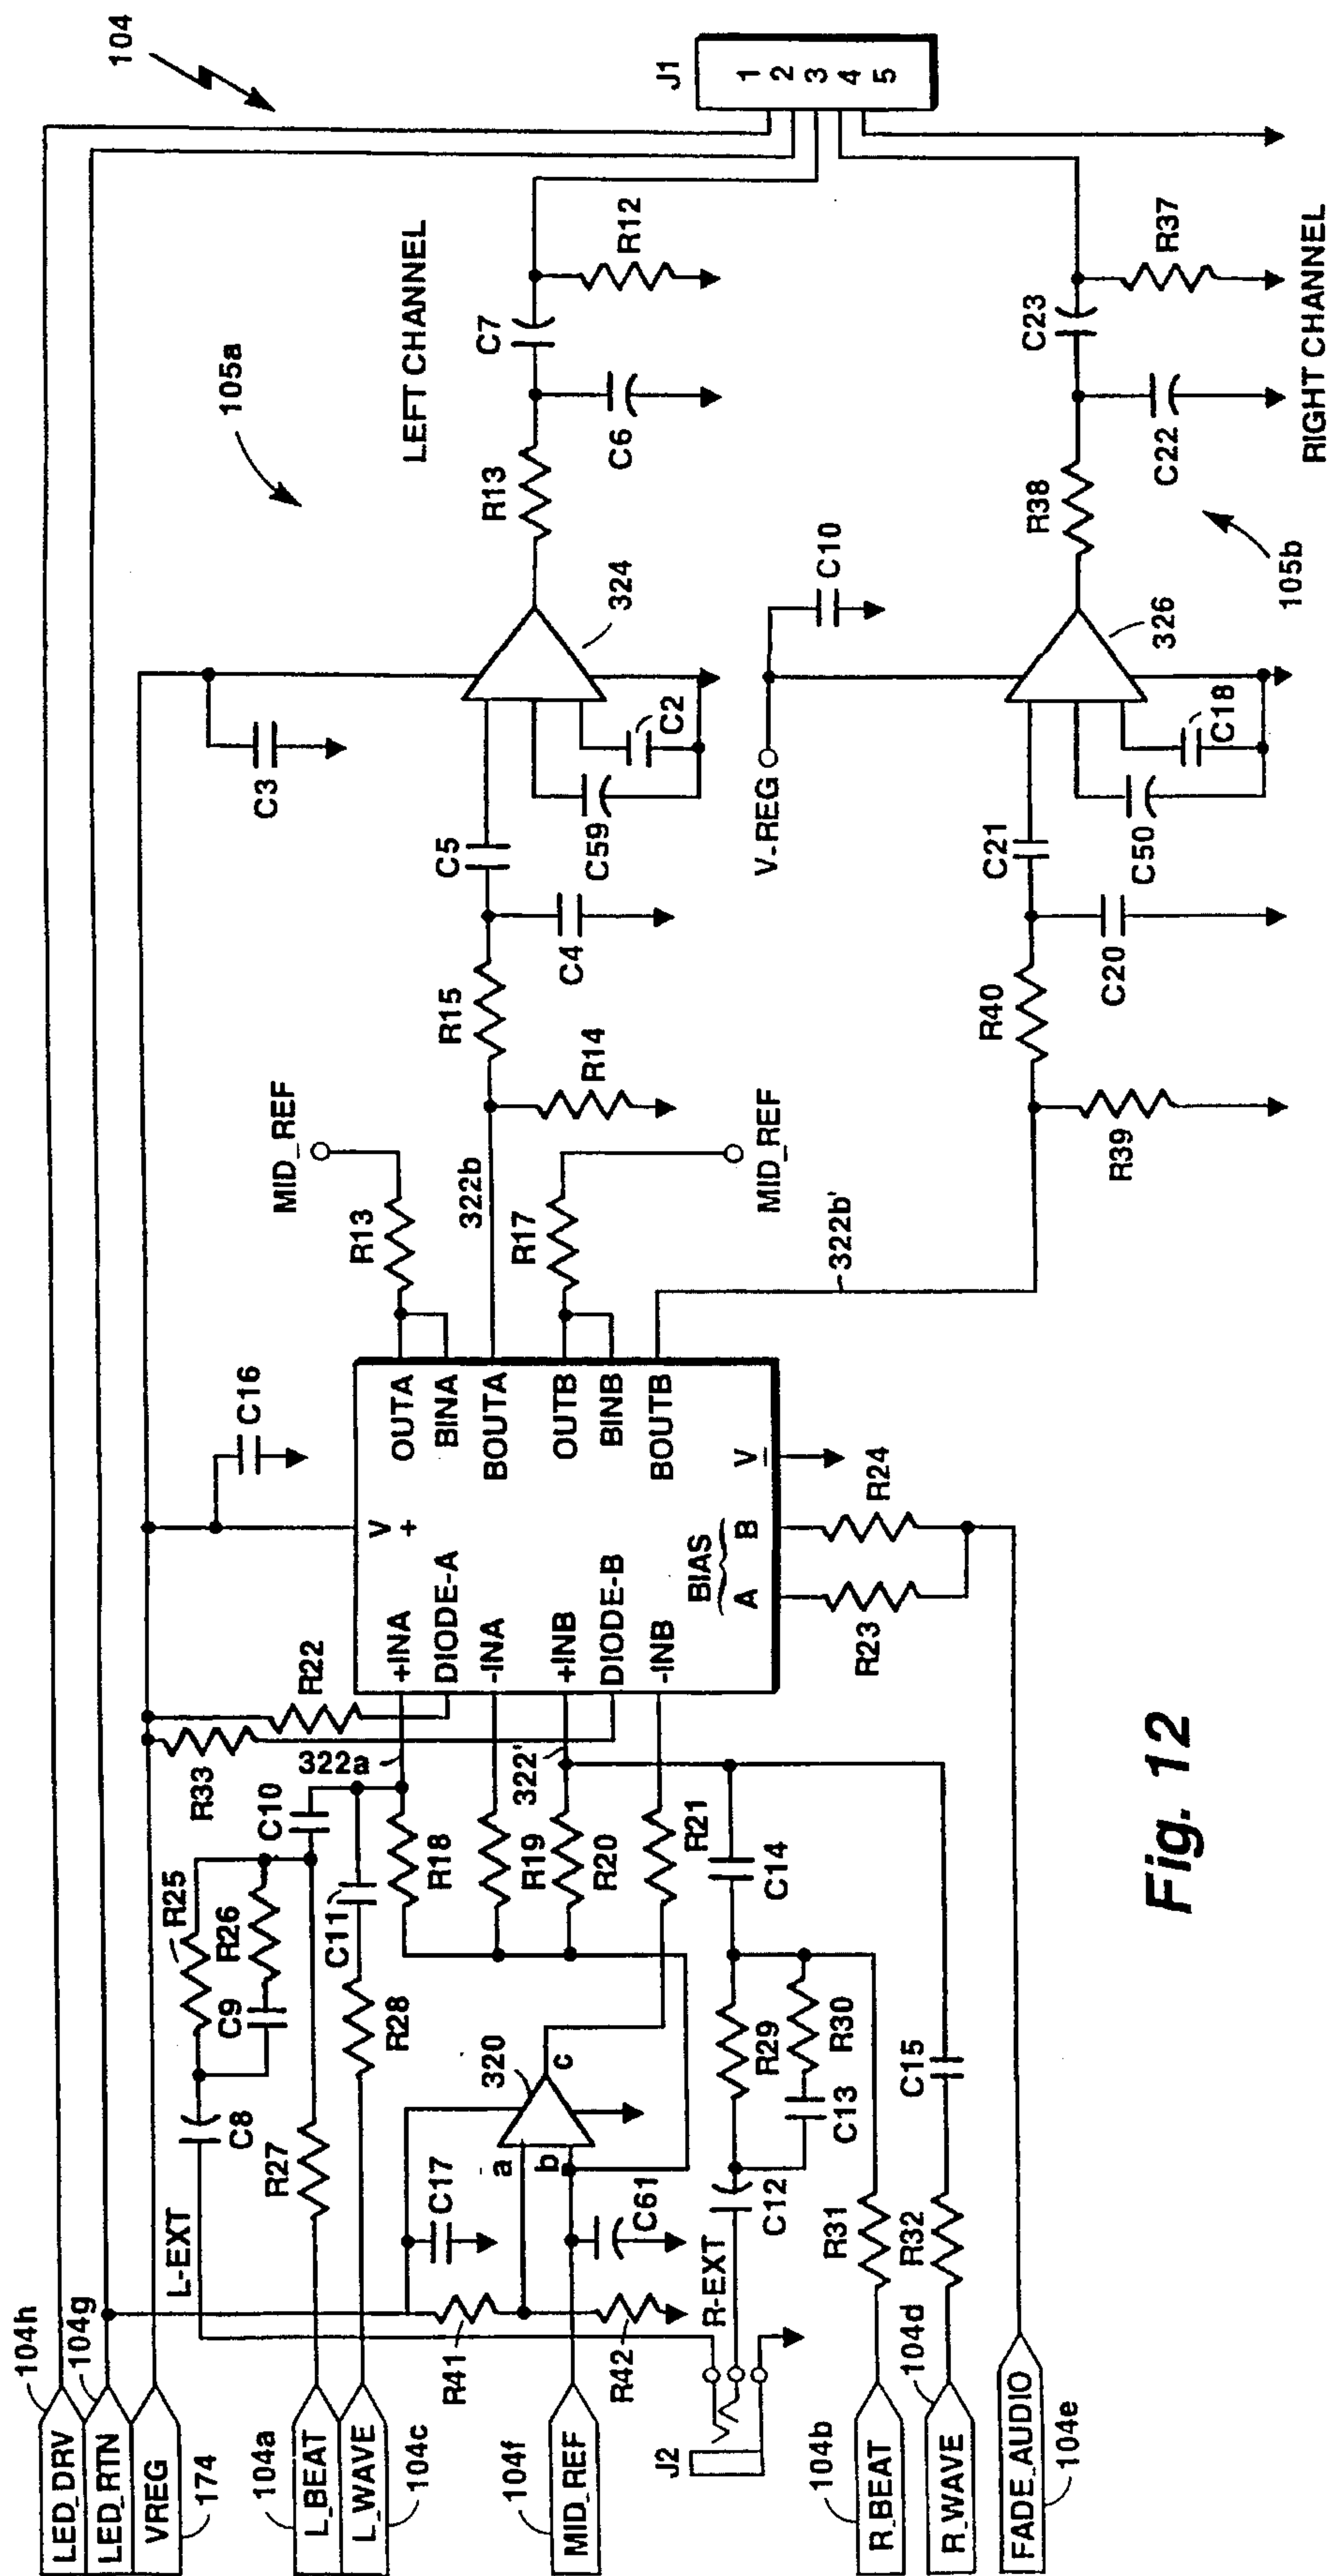 104
J1
1
2
3
4
5
LEFT CHANNEL
R12
C7
105a
C6
R13
324
C3
C2
C59
C5
C4
R15
R14
MID_REF
R13
322b
R17
MID_REF
322b'
V-REG
C10
326
R38
C23
R37
C22
RIGHT CHANNEL
105b
C18
C50
C21
C20
R40
R39
C16
V
+
OUTA
BINA
BOUTA
OUTB
BINB
BOUTB
+INA
DIODE-A
-INA
+INB
DIODE-B
-INB
BIAS
A
B
V
-
R24
R23
R22
R33
322a
322'
C10
R25
R26
C9
C11
R18
R19
R20
R21
C14
R28
320
a
b
c
R29
R30
C13
C15
C8
R27
L-EXT
C17
C61
R-EXT
C12
R31
R32
R41
R42
J2
104h
LED_DRV
104g
LED_RTN
VREG
174
104a
L_BEAT
L_WAVE
104c
104f
MID_REF
104b
R_BEAT
104d
R_WAVE
FADE_AUDIO
104e
Fig. 12